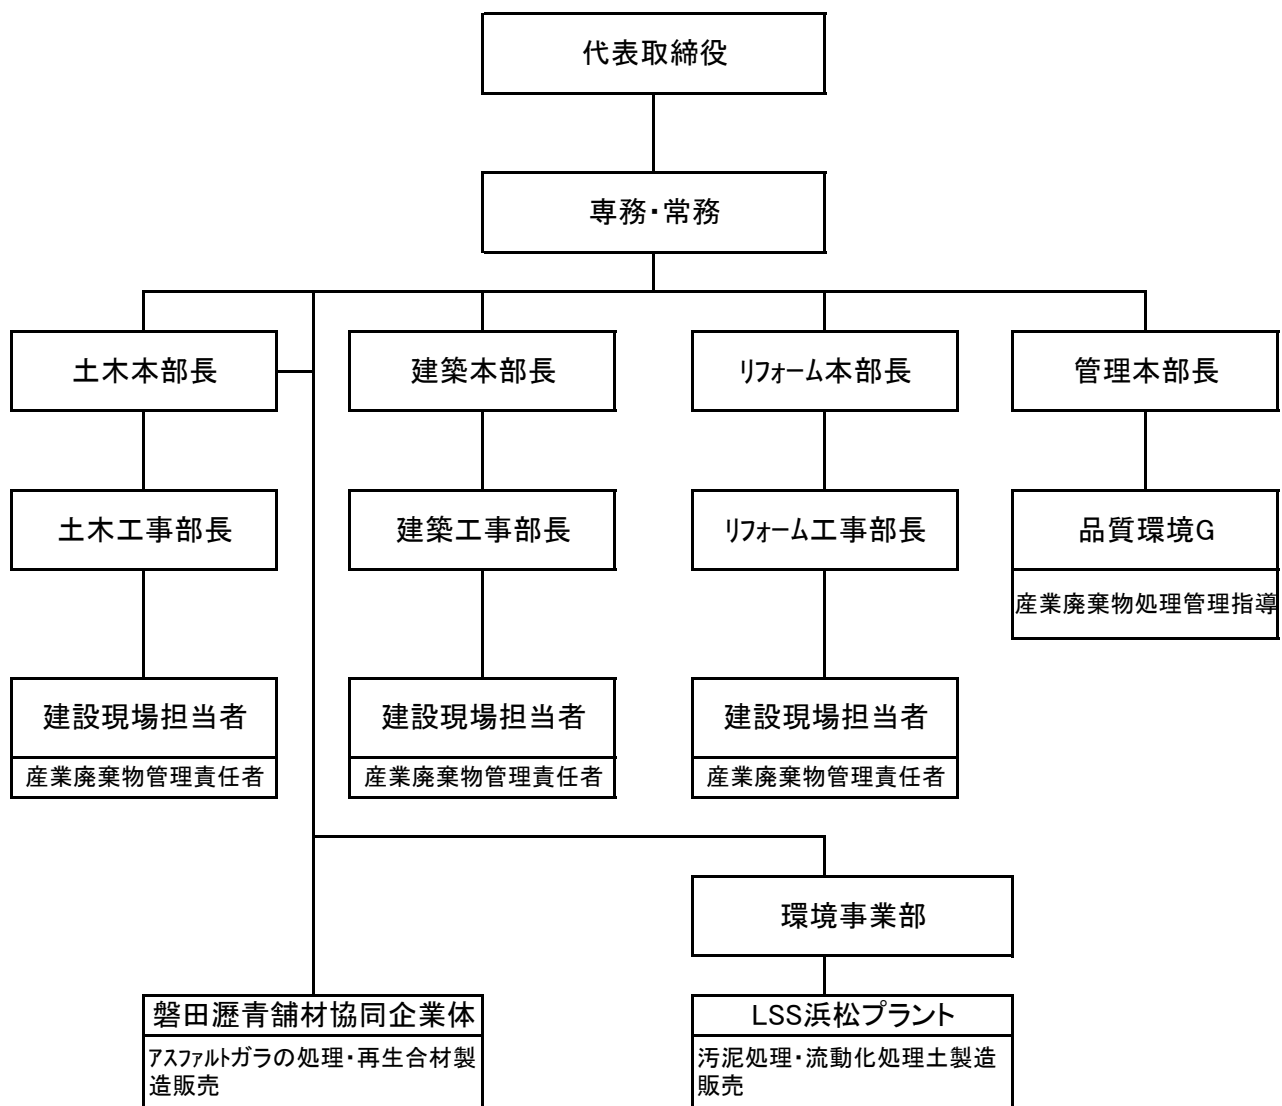 代表取締役
専務・常務
土木本部長
建築本部長
ﾘﾌｫｰﾑ本部長
管理本部長
土木工事部長
建築工事部長
ﾘﾌｫｰﾑ工事部長
品質環境G
産業廃棄物処理管理指導
建設現場担当者
産業廃棄物管理責任者
建設現場担当者
産業廃棄物管理責任者
建設現場担当者
産業廃棄物管理責任者
環境事業部
磐田瀝青舗材協同企業体
ｱｽﾌｧﾙﾄｶﾞﾗの処理・再生合材製
造販売
LSS浜松プラント
汚泥処理・流動化処理土製造
販売